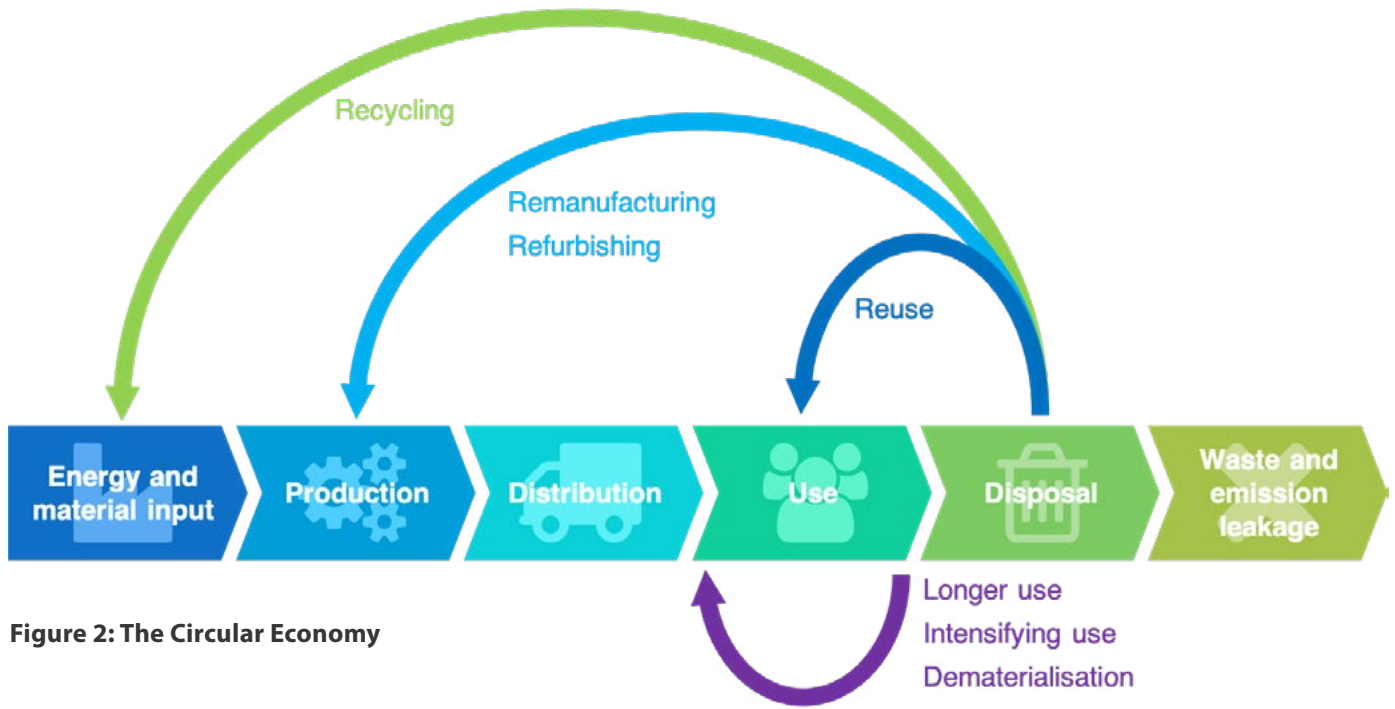 Recycling
Remanufacturing
Refurbishing
Reuse
Energy and
material input
Production
Distribution
Use
Disposal
Waste and
emission
leakage
Longer use
Intensifying use
Dematerialisation
Figure 2: The Circular Economy